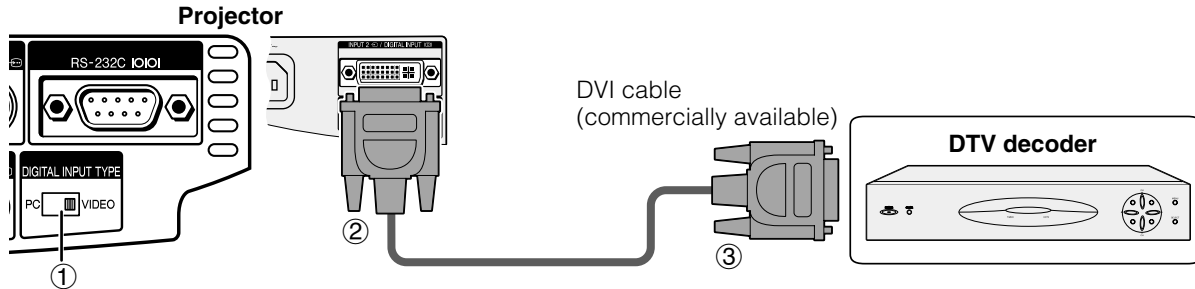 Projector
RS-232C IOIOI
INPUT 2 / DIGITAL INPUT
DVI cable
(commercially available)
DTV decoder
DIGITAL INPUT TYPE
PC VIDEO
①
②
③